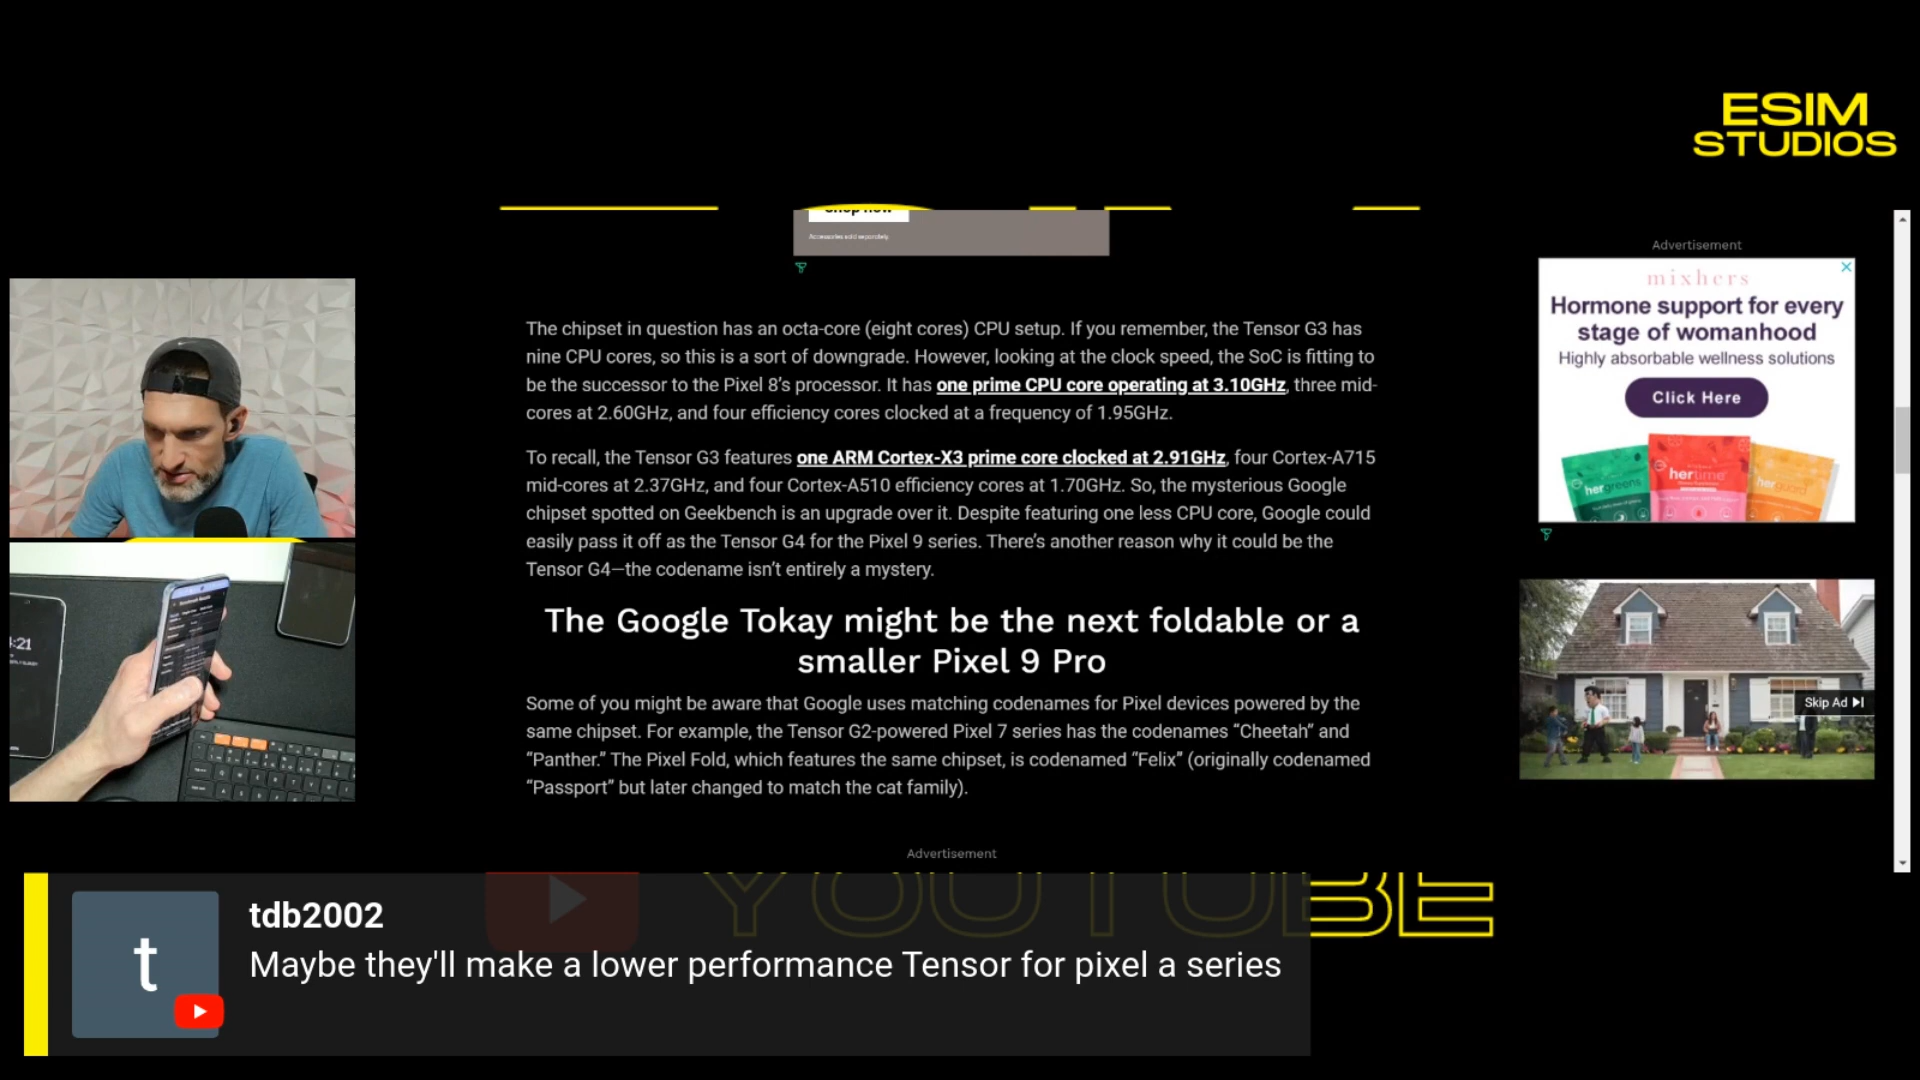 ESIM
STUDIOS
Shop now
Accessories sold separately.
Advertisement
mixhers
Hormone support for every
stage of womanhood
Highly absorbable wellness solutions
Click Here
hergreens
hertime
herguard
The chipset in question has an octa-core (eight cores) CPU setup. If you remember, the Tensor G3 has
nine CPU cores, so this is a sort of downgrade. However, looking at the clock speed, the SoC is fitting to
be the successor to the Pixel 8’s processor. It has one prime CPU core operating at 3.10GHz, three mid-
cores at 2.60GHz, and four efficiency cores clocked at a frequency of 1.95GHz.
To recall, the Tensor G3 features one ARM Cortex-X3 prime core clocked at 2.91GHz, four Cortex-A715
mid-cores at 2.37GHz, and four Cortex-A510 efficiency cores at 1.70GHz. So, the mysterious Google
chipset spotted on Geekbench is an upgrade over it. Despite featuring one less CPU core, Google could
easily pass it off as the Tensor G4 for the Pixel 9 series. There’s another reason why it could be the
Tensor G4—the codename isn’t entirely a mystery.
The Google Tokay might be the next foldable or a
smaller Pixel 9 Pro
Some of you might be aware that Google uses matching codenames for Pixel devices powered by the
same chipset. For example, the Tensor G2-powered Pixel 7 series has the codenames “Cheetah” and
“Panther.” The Pixel Fold, which features the same chipset, is codenamed “Felix” (originally codenamed
“Passport” but later changed to match the cat family).
Skip Ad
:21
Advertisement
YOUTUBE
t
tdb2002
Maybe they'll make a lower performance Tensor for pixel a series